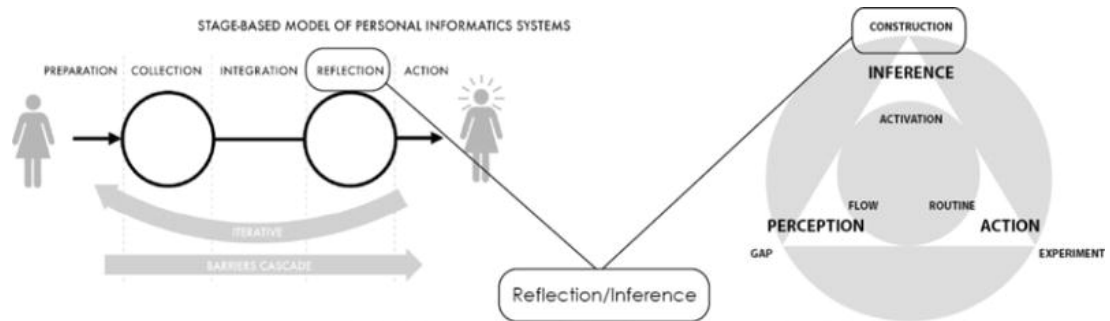 STAGE-BASED MODEL OF PERSONAL INFORMATICS SYSTEMS
PREPARATION COLLECTION INTEGRATION REFLECTION ACTION
ITERATIVE
BARRIERS CASCADE
Reflection/Inference
CONSTRUCTION
INFERENCE
ACTIVATION
FLOW ROUTINE
PERCEPTION ACTION
GAP EXPERIMENT